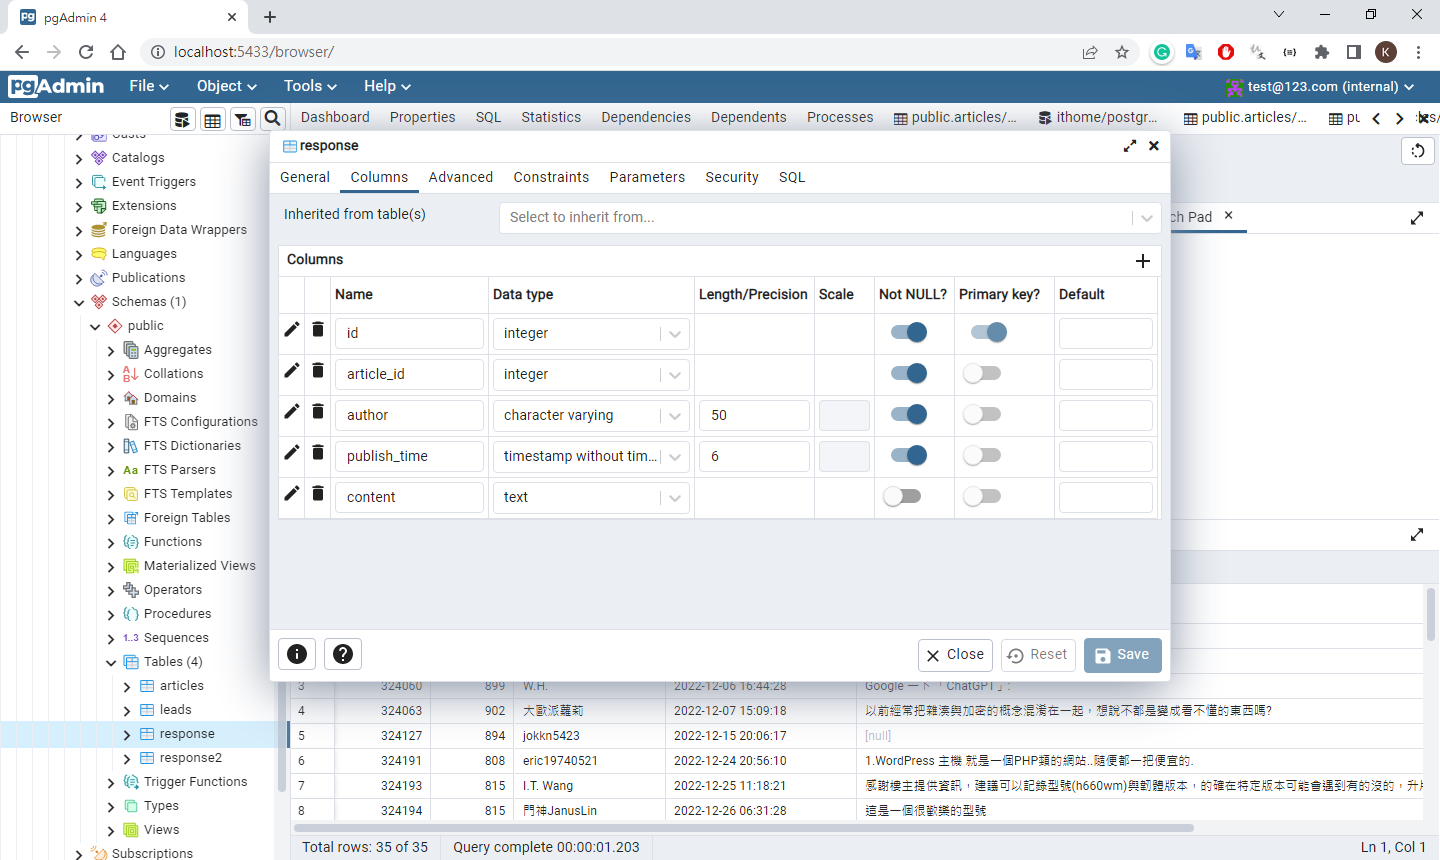 pgAdmin 4
localhost:5433/browser/
K
pgAdmin
File
Object
Tools
Help
test@123.com (internal)
Browser
Dashboard
Properties
SQL
Statistics
Dependencies
Dependents
Processes
public.articles/...
ithome/postgr...
public.articles/...
Casts
Catalogs
Event Triggers
Extensions
Foreign Data Wrappers
Languages
Publications
Schemas (1)
public
Aggregates
Collations
Domains
FTS Configurations
FTS Dictionaries
FTS Parsers
FTS Templates
Foreign Tables
Functions
Materialized Views
Operators
Procedures
1..3 Sequences
Tables (4)
articles
leads
response
response2
Trigger Functions
Types
Views
Subscriptions
response
General
Columns
Advanced
Constraints
Parameters
Security
SQL
Inherited from table(s)
Select to inherit from...
Columns
Name Data type Length/Precision Scale Not NULL? Primary key? Default
id integer
article_id integer
author character varying 50
publish_time timestamp without tim... 6
content text
Close
Reset
Save
ch Pad
3 324060 899 W.H. 2022-12-06 16:44:28 Google 一下「ChatGPT」:
4 324063 902 大歐派蘿莉 2022-12-07 15:09:18 以前經常把雜湊與加密的概念混淆在一起，想說不都是變成看不懂的東西嗎?
5 324127 894 jokkn5423 2022-12-15 20:06:17 [null]
6 324191 808 eric19740521 2022-12-24 20:56:10 1.WordPress 主機 就是一個PHP類的網站..隨便都一把便宜的.
7 324193 815 I.T. Wang 2022-12-25 11:18:21 感謝樓主提供資訊，建議可以記錄型號(h660wm)與韌體版本，的確在特定版本可能會遇到有的沒的，升
8 324194 815 門神JanusLin 2022-12-26 06:31:28 這是一個很歡樂的型號
Total rows: 35 of 35
Query complete 00:00:01.203
Ln 1, Col 1